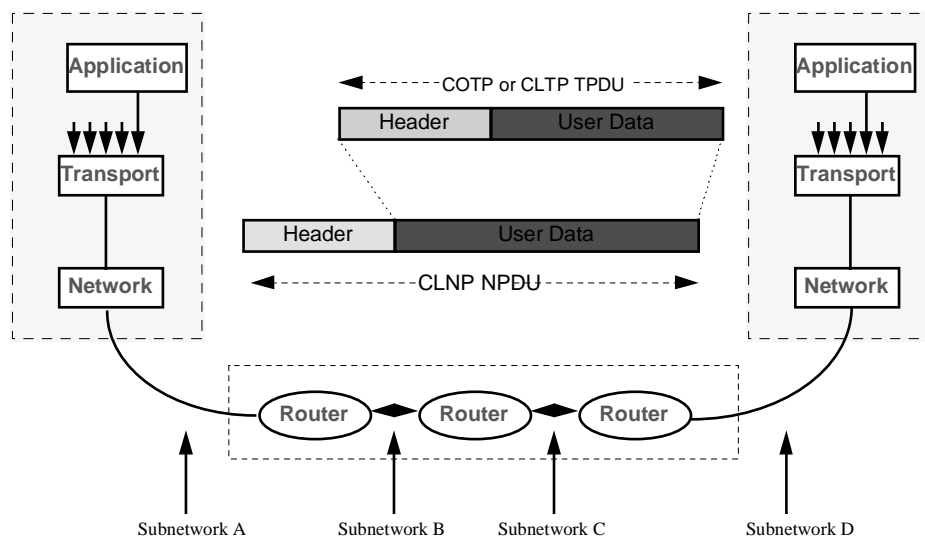 Application
Application
COTP or CLTP TPDU
Header User Data
Transport
Transport
Header User Data
CLNP NPDU
Network
Network
Router Router Router
Subnetwork A Subnetwork B Subnetwork C Subnetwork D